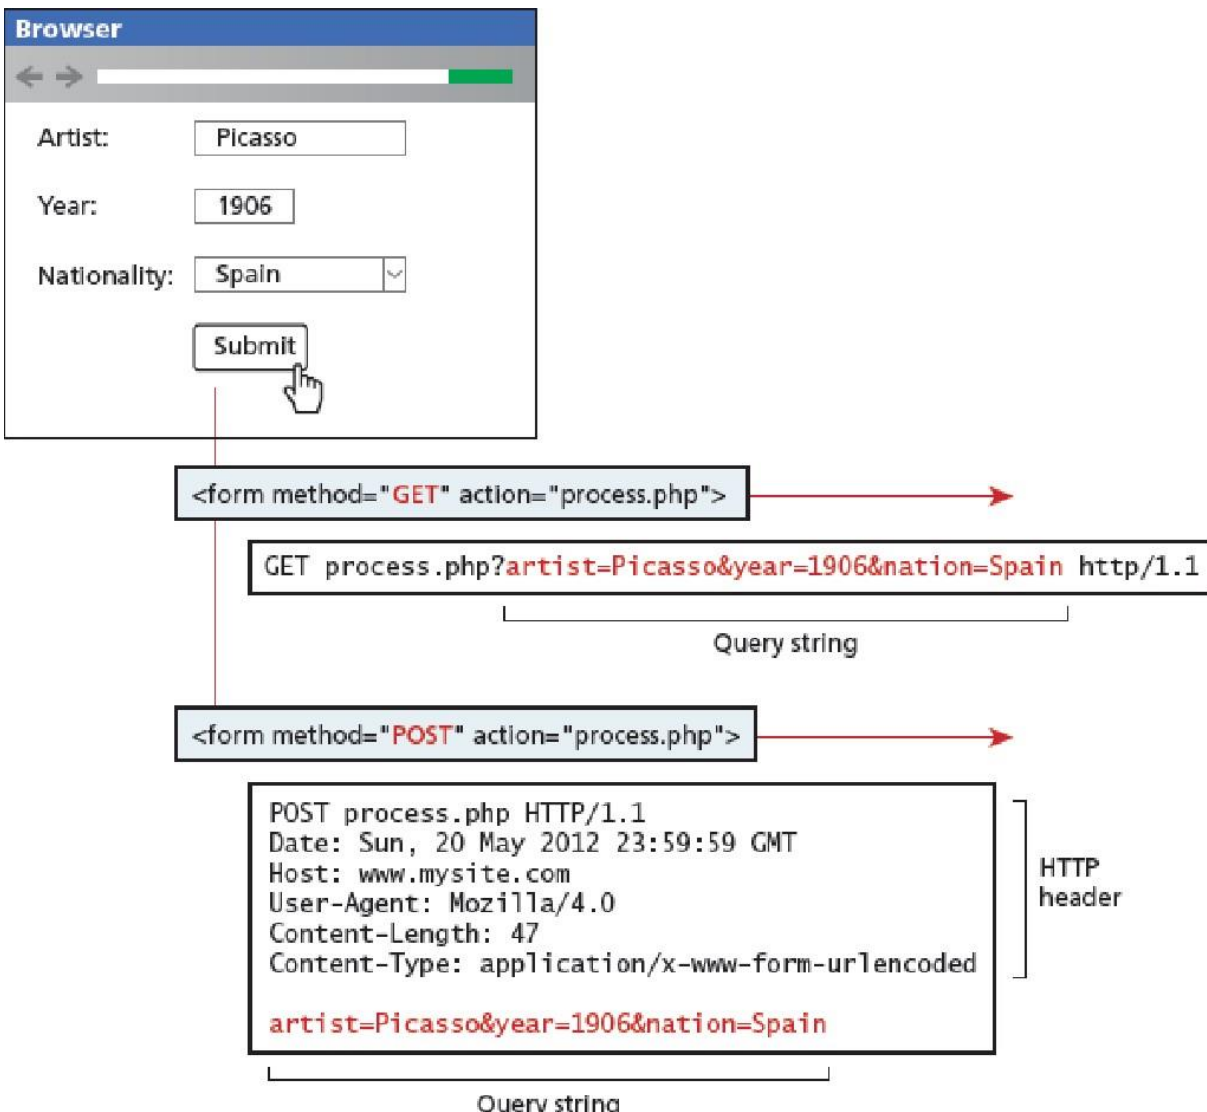 Browser
Artist: Picasso
Year: 1906
Nationality: Spain
Submit
<form method="GET" action="process.php">
GET process.php?artist=Picasso&year=1906&nation=Spain http/1.1
Query string
<form method="POST" action="process.php">
POST process.php HTTP/1.1
Date: Sun, 20 May 2012 23:59:59 GMT
Host: www.mysite.com
User-Agent: Mozilla/4.0
Content-Length: 47
Content-Type: application/x-www-form-urlencoded
HTTP
header
artist=Picasso&year=1906&nation=Spain
Query string